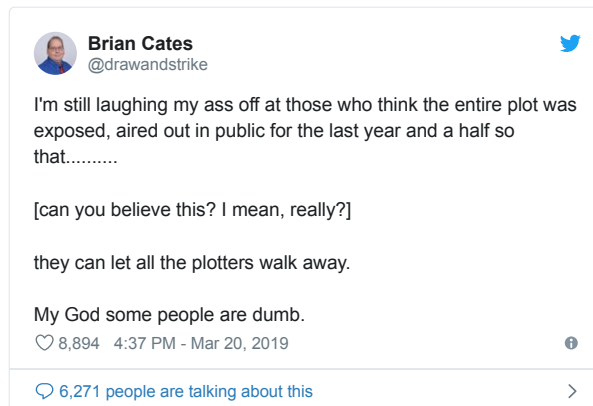 Brian Cates
@drawandstrike
I'm still laughing my ass off at those who think the entire plot was
exposed, aired out in public for the last year and a half so
that..........
[can you believe this? I mean, really?]
they can let all the plotters walk away.
My God some people are dumb.
8,894 4:37 PM - Mar 20, 2019
6,271 people are talking about this